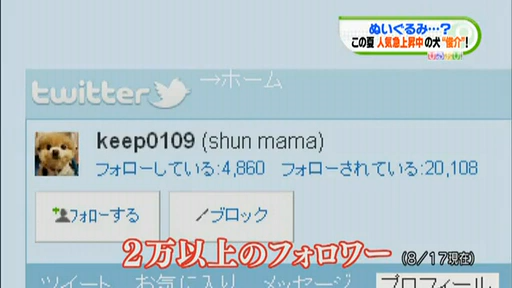 ぬいぐるみ…?
この夏 人気急上昇中の犬“俊介”!
twitter →ホーム
keep0109 (shun mama)
フォローしている:4,860 フォローされている:20,108
フォローする ブロック
2万以上のフォロワー
(8/17現在)
ツイート お気に入り メッセージ プロフィール